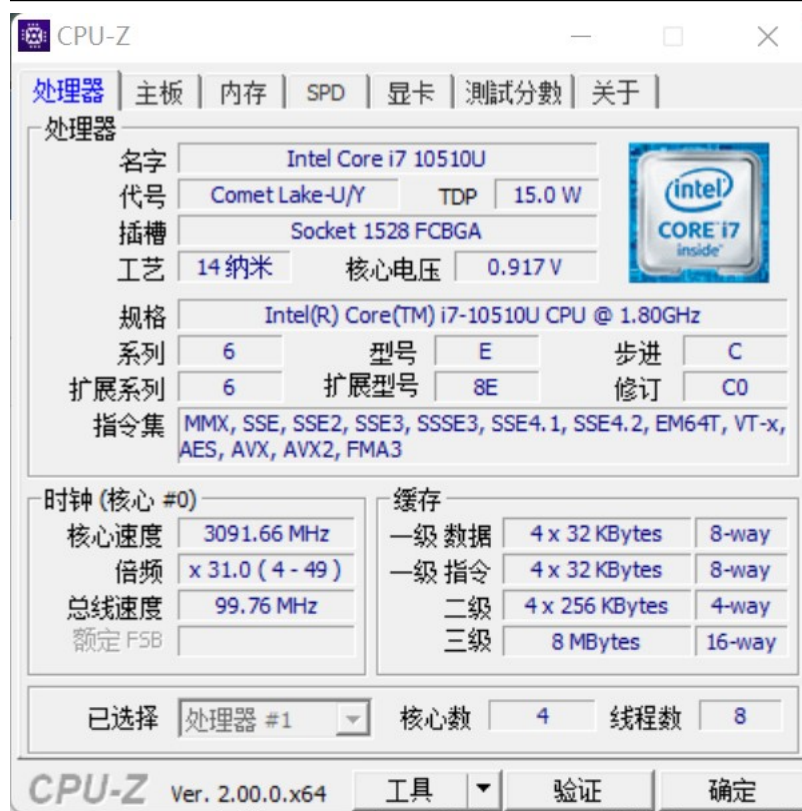 CPU-Z
处理器 主板 内存 SPD 显卡 測試分數 关于
处理器
名字 Intel Core i7 10510U
代号 Comet Lake-U/Y TDP 15.0 W
插槽 Socket 1528 FCBGA
工艺 14 纳米 核心电压 0.917 V
intel
CORE i7
inside
规格 Intel(R) Core(TM) i7-10510U CPU @ 1.80GHz
系列 6 型号 E 步进 C
扩展系列 6 扩展型号 8E 修订 C0
指令集 MMX, SSE, SSE2, SSE3, SSSE3, SSE4.1, SSE4.2, EM64T, VT-x,
AES, AVX, AVX2, FMA3
时钟 (核心 #0)
核心速度 3091.66 MHz
倍频 x 31.0 ( 4 - 49 )
总线速度 99.76 MHz
额定 FSB
缓存
一级 数据 4 x 32 KBytes 8-way
一级 指令 4 x 32 KBytes 8-way
二级 4 x 256 KBytes 4-way
三级 8 MBytes 16-way
已选择 处理器 #1 核心数 4 线程数 8
CPU-Z Ver. 2.00.0.x64 工具 验证 确定